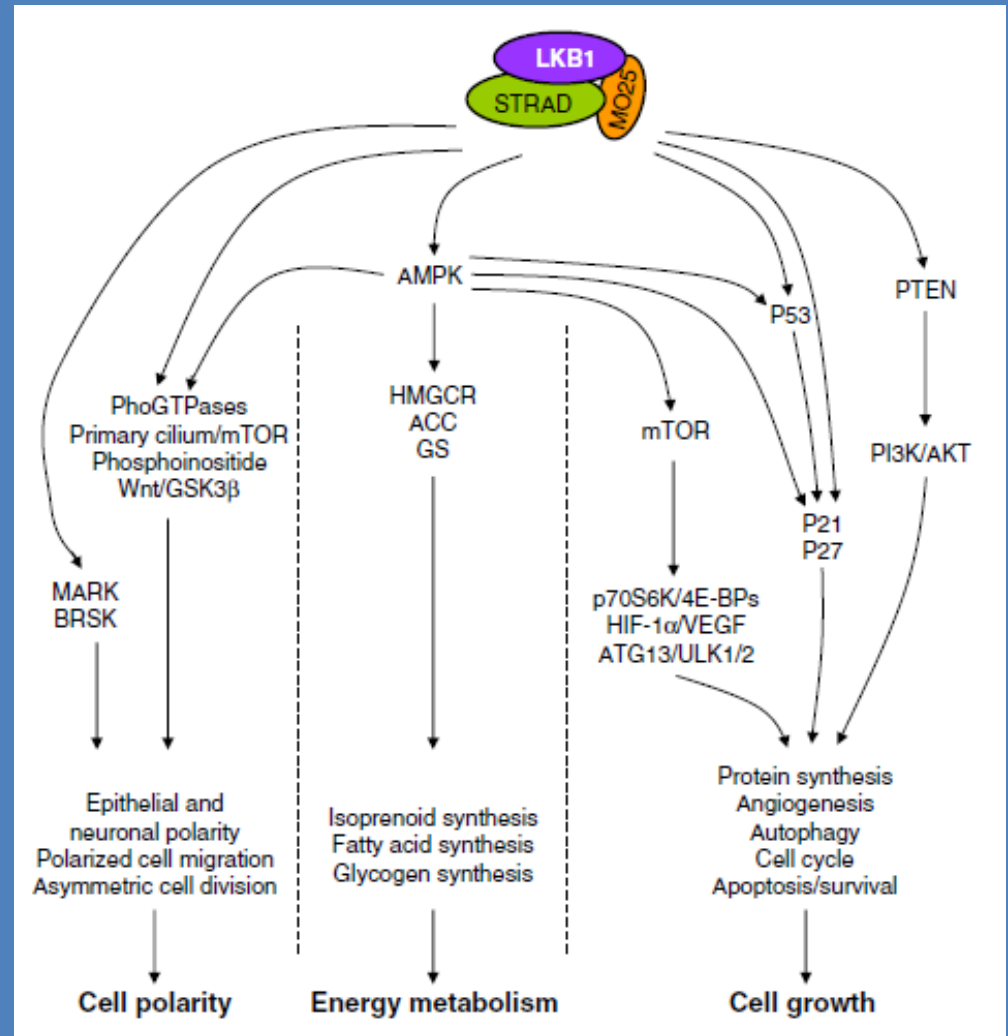 LKB1
STRAD
MO25
AMPK
P53
PTEN
PhoGTPases
Primary cilium/mTOR
Phosphoinositide
Wnt/GSK3β
HMGCR
ACC
GS
mTOR
PI3K/AKT
P21
P27
MARK
BRSK
p70S6K/4E-BPs
HIF-1α/VEGF
ATG13/ULK1/2
Epithelial and
neuronal polarity
Polarized cell migration
Asymmetric cell division
Isoprenoid synthesis
Fatty acid synthesis
Glycogen synthesis
Protein synthesis
Angiogenesis
Autophagy
Cell cycle
Apoptosis/survival
Cell polarity
Energy metabolism
Cell growth